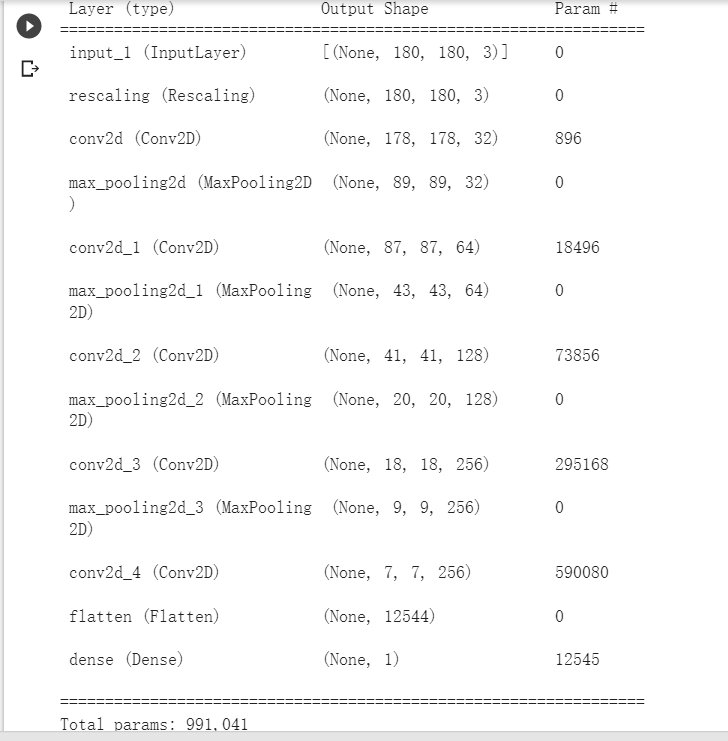 Layer (type) Output Shape Param #
=================================================================
input_1 (InputLayer) [(None, 180, 180, 3)] 0
rescaling (Rescaling) (None, 180, 180, 3) 0
conv2d (Conv2D) (None, 178, 178, 32) 896
max_pooling2d (MaxPooling2D (None, 89, 89, 32) 0
)
conv2d_1 (Conv2D) (None, 87, 87, 64) 18496
max_pooling2d_1 (MaxPooling (None, 43, 43, 64) 0
2D)
conv2d_2 (Conv2D) (None, 41, 41, 128) 73856
max_pooling2d_2 (MaxPooling (None, 20, 20, 128) 0
2D)
conv2d_3 (Conv2D) (None, 18, 18, 256) 295168
max_pooling2d_3 (MaxPooling (None, 9, 9, 256) 0
2D)
conv2d_4 (Conv2D) (None, 7, 7, 256) 590080
flatten (Flatten) (None, 12544) 0
dense (Dense) (None, 1) 12545
=================================================================
Total params: 991,041